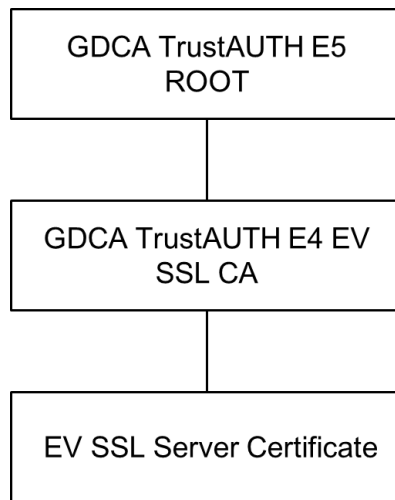 GDCA TrustAUTH E5
ROOT
GDCA TrustAUTH E4 EV
SSL CA
EV SSL Server Certificate